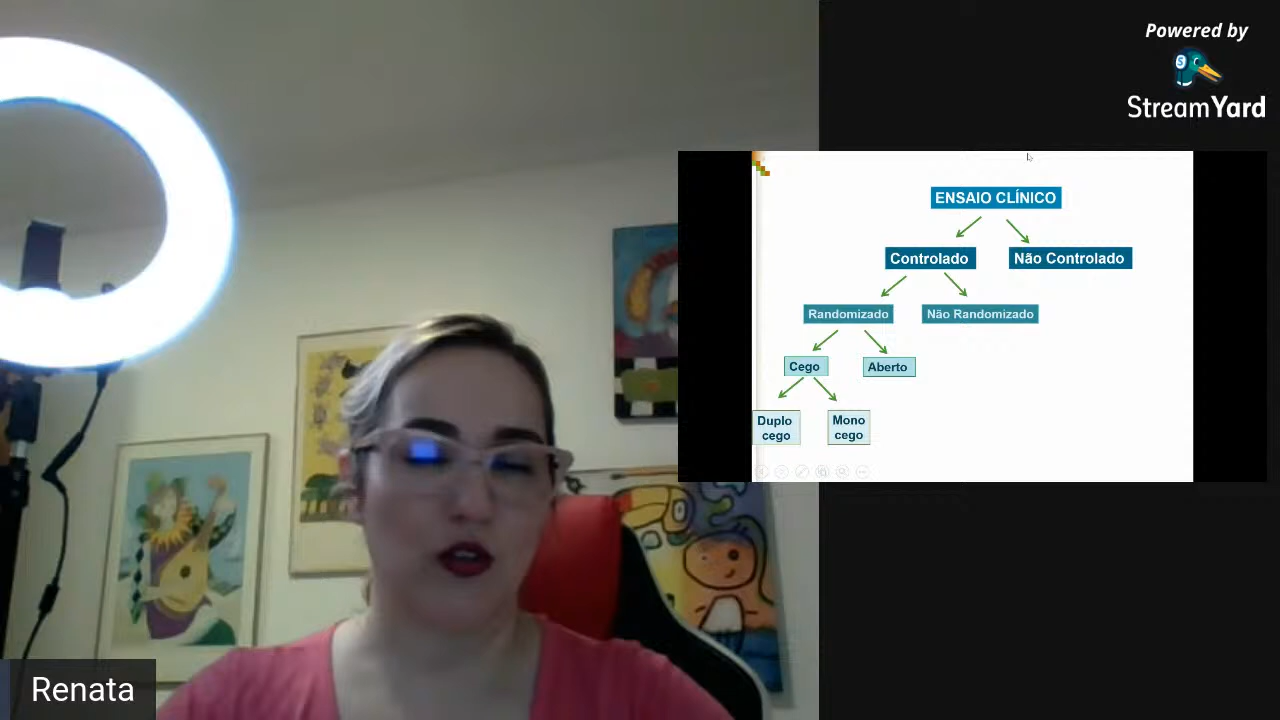 Powered by
StreamYard
ENSAIO CLÍNICO
Controlado
Não Controlado
Randomizado
Não Randomizado
Cego
Aberto
Duplo
cego
Mono
cego
Renata